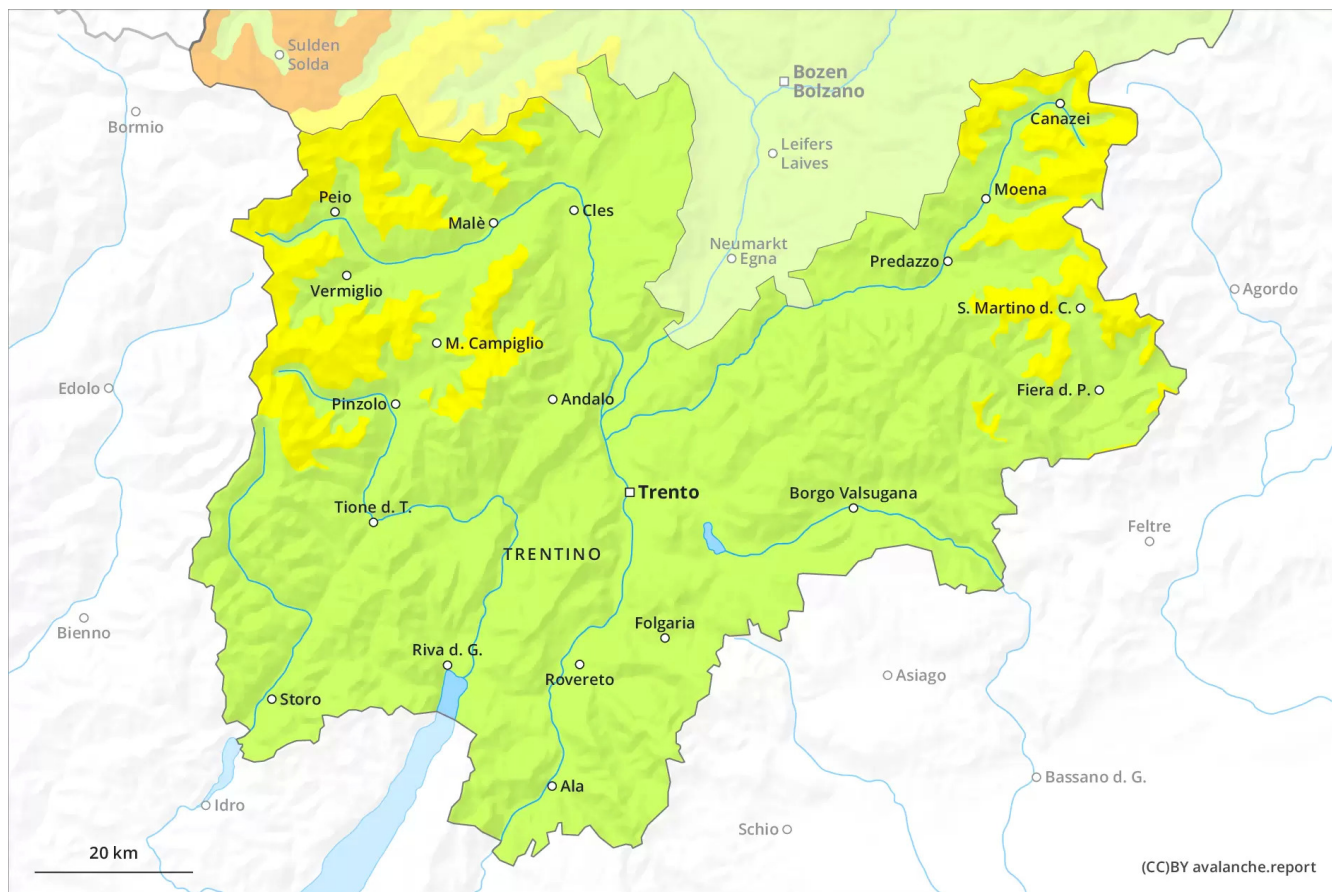 Sulden
Solda
Bozen
Bolzano
Bormio
Canazei
Leifers
Laives
Peio
Moena
Malè
Cles
Neumarkt
Egna
Predazzo
Vermiglio
Agordo
S. Martino d. C.
M. Campiglio
Edolo
Pinzolo
Andalo
Fiera d. P.
Trento
Borgo Valsugana
Tione d. T.
Feltre
TRENTINO
Bienno
Folgaria
Riva d. G.
Rovereto
Asiago
Storo
Bassano d. G.
Ala
Idro
Schio
20 km
(CC)BY avalanche.report